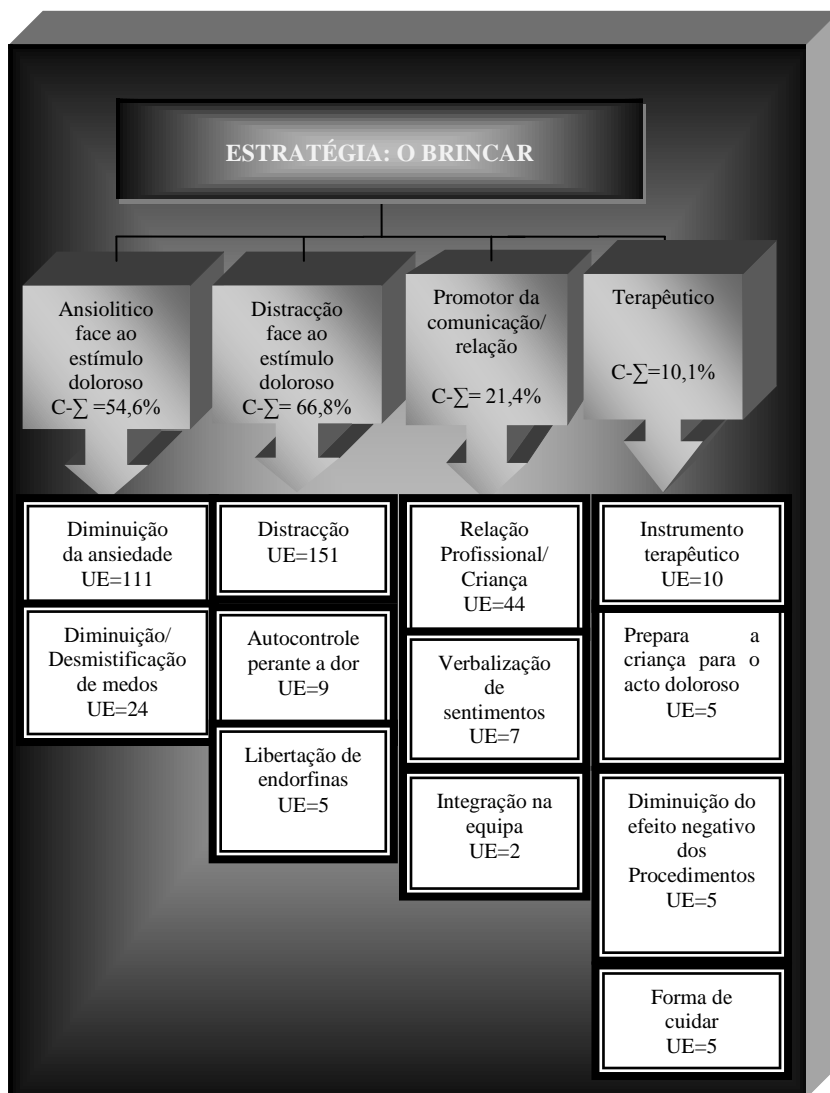 ESTRATÉGIA: O BRINCAR
Ansiolitico
face ao
estímulo
doloroso
C-∑ =54,6%
Distracção
face ao
estímulo
doloroso
C-∑= 66,8%
Promotor da
comunicação/
relação
C-∑= 21,4%
Terapêutico
C-∑=10,1%
Diminuição
da ansiedade
UE=111
Diminuição/
Desmistificação
de medos
UE=24
Distracção
UE=151
Autocontrole
perante a dor
UE=9
Libertação de
endorfinas
UE=5
Relação
Profissional/
Criança
UE=44
Verbalização
de
sentimentos
UE=7
Integração na
equipa
UE=2
Instrumento
terapêutico
UE=10
Prepara a
criança para o
acto doloroso
UE=5
Diminuição do
efeito negativo
dos
Procedimentos
UE=5
Forma de
cuidar
UE=5